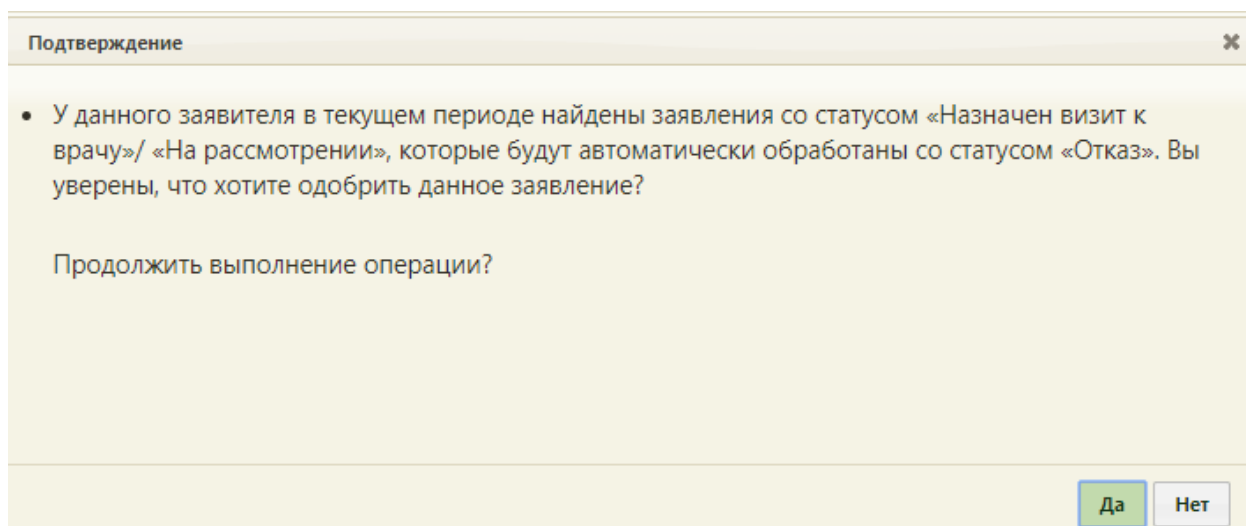 Подтверждение
• У данного заявителя в текущем периоде найдены заявления со статусом «Назначен визит к
врачу»/ «На рассмотрении», которые будут автоматически обработаны со статусом «Отказ». Вы
уверены, что хотите одобрить данное заявление?
Продолжить выполнение операции?
Да Нет